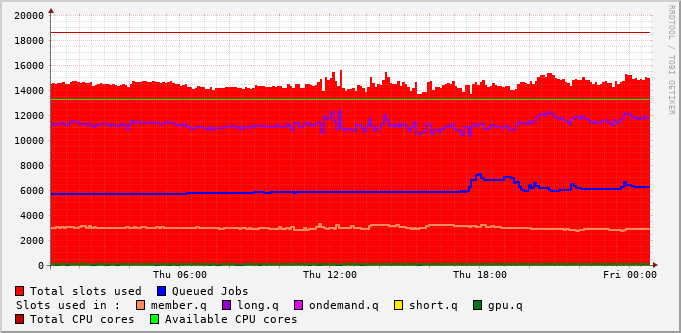 20000
18000
16000
14000
12000
10000
8000
6000
4000
2000
0
Thu 06:00 Thu 12:00 Thu 18:00 Fri 00:00
RRDTOOL / TOBI OETIKER
Total slots used Queued Jobs
Slots used in : member.q long.q ondemand.q short.q gpu.q
Total CPU cores Available CPU cores